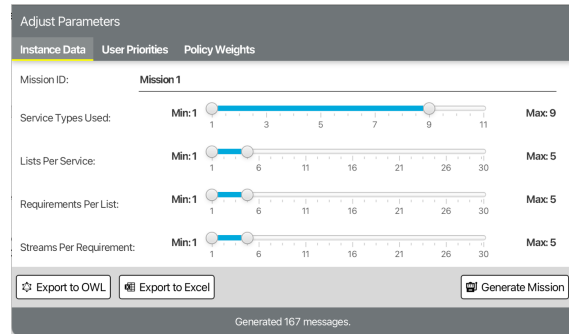 Adjust Parameters
Instance Data User Priorities Policy Weights
Mission ID: Mission 1
Service Types Used: Min: 1 Max: 9
1 3 5 7 9 11
Lists Per Service: Min: 1 Max: 5
1 6 11 16 21 26 30
Requirements Per List: Min: 1 Max: 5
1 6 11 16 21 26 30
Streams Per Requirement: Min: 1 Max: 5
1 6 11 16 21 26 30
Export to OWL Export to Excel Generate Mission
Generated 167 messages.